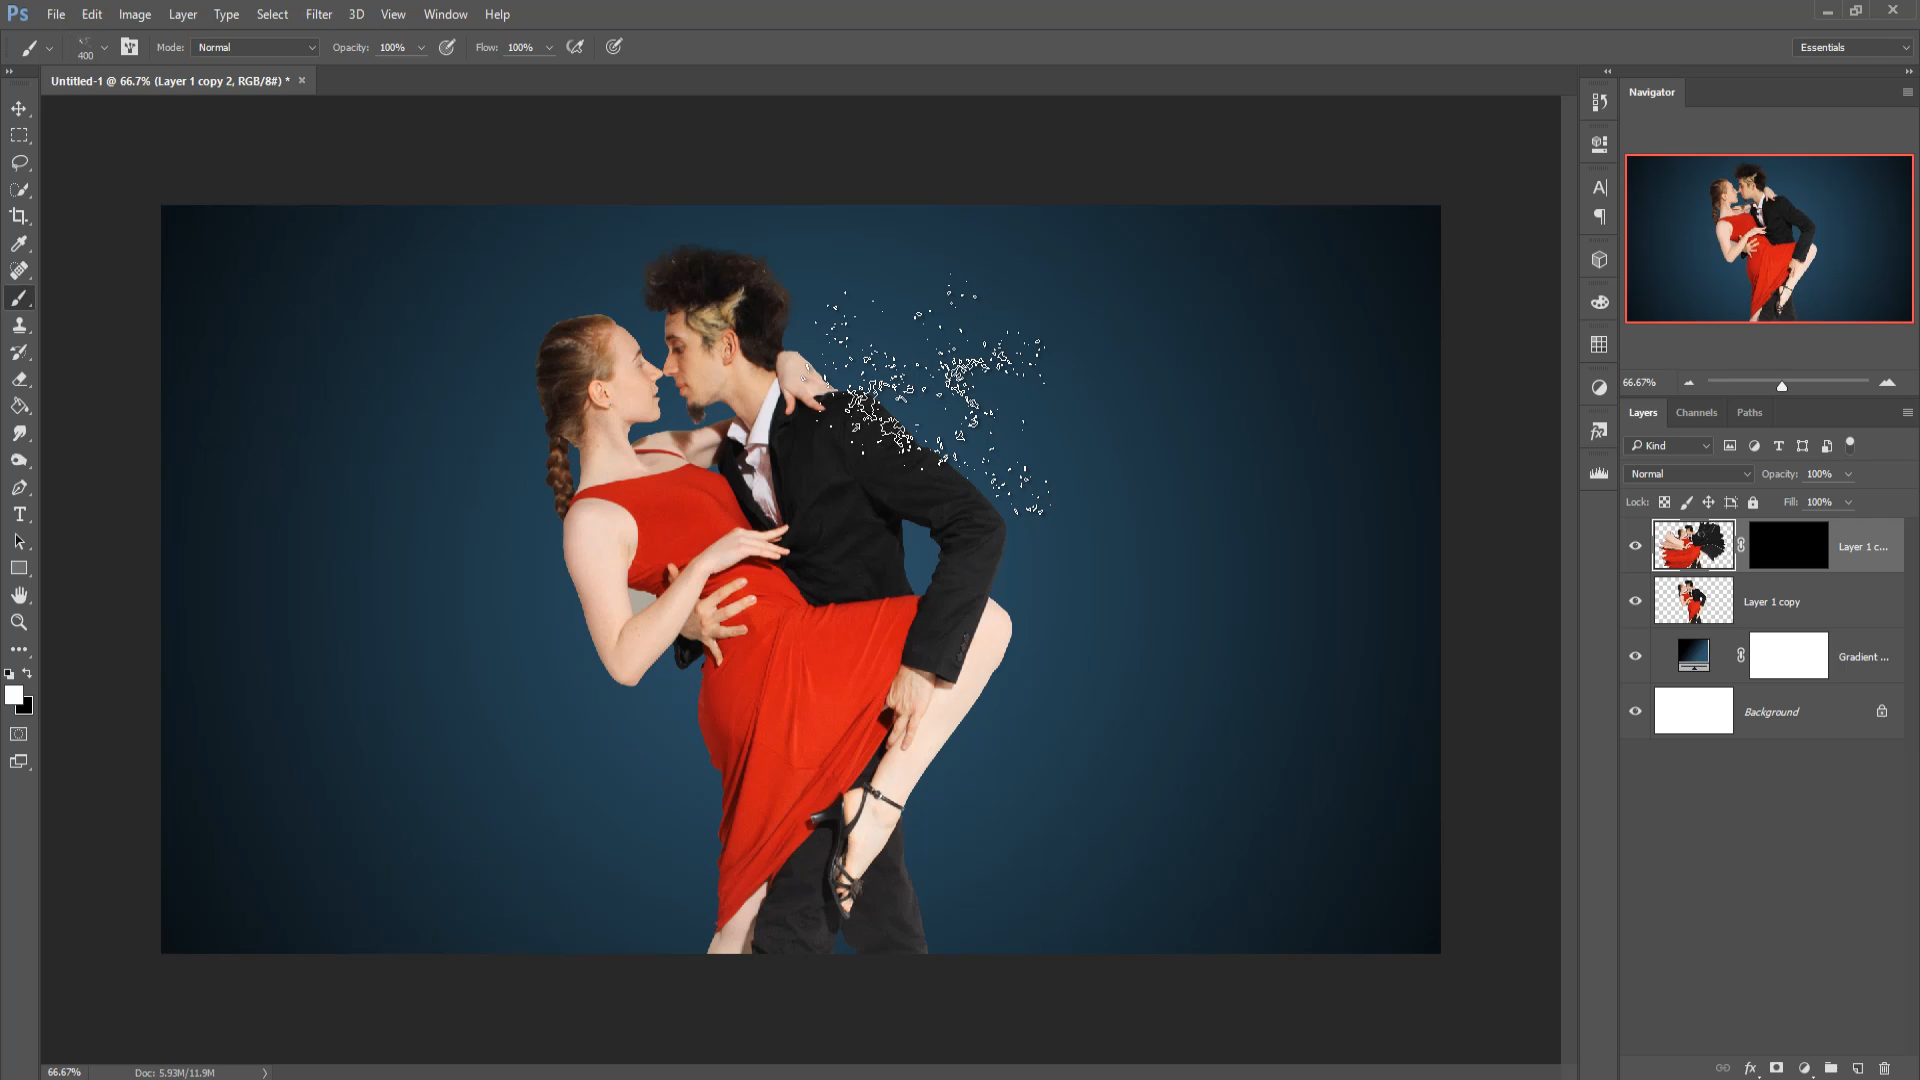 Ps File Edit Image Layer Type Select Filter 3D View Window Help
400 Mode: Normal Opacity: 100% Flow: 100% Essentials
Untitled-1 @ 66.7% (Layer 1 copy 2, RGB/8#) * ×
Navigator
66.67%
Layers Channels Paths
Kind
Normal Opacity: 100%
Lock: Fill: 100%
Layer 1 c...
Layer 1 copy
Gradient ...
Background
66.67% Doc: 5.93M/11.9M